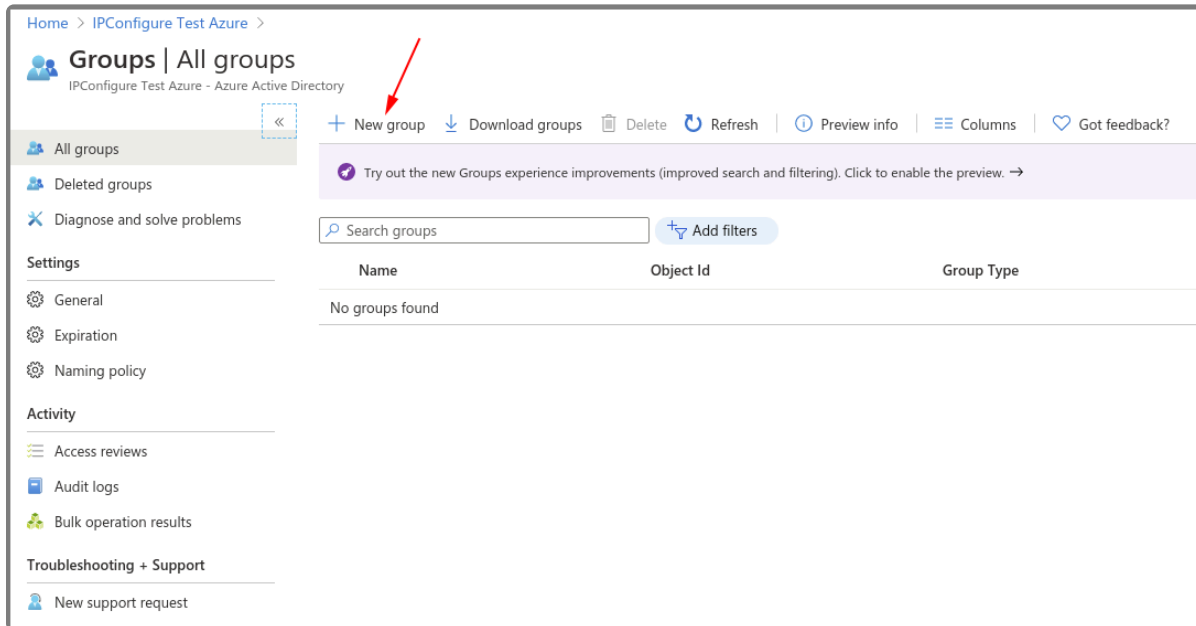 Home > IPConfigure Test Azure >
Groups | All groups
IPConfigure Test Azure - Azure Active Directory
«
All groups
Deleted groups
Diagnose and solve problems
Settings
General
Expiration
Naming policy
Activity
Access reviews
Audit logs
Bulk operation results
Troubleshooting + Support
New support request
+ New group Download groups Delete Refresh Preview info Columns Got feedback?
Try out the new Groups experience improvements (improved search and filtering). Click to enable the preview. →
Search groups Add filters
Name Object Id Group Type
No groups found